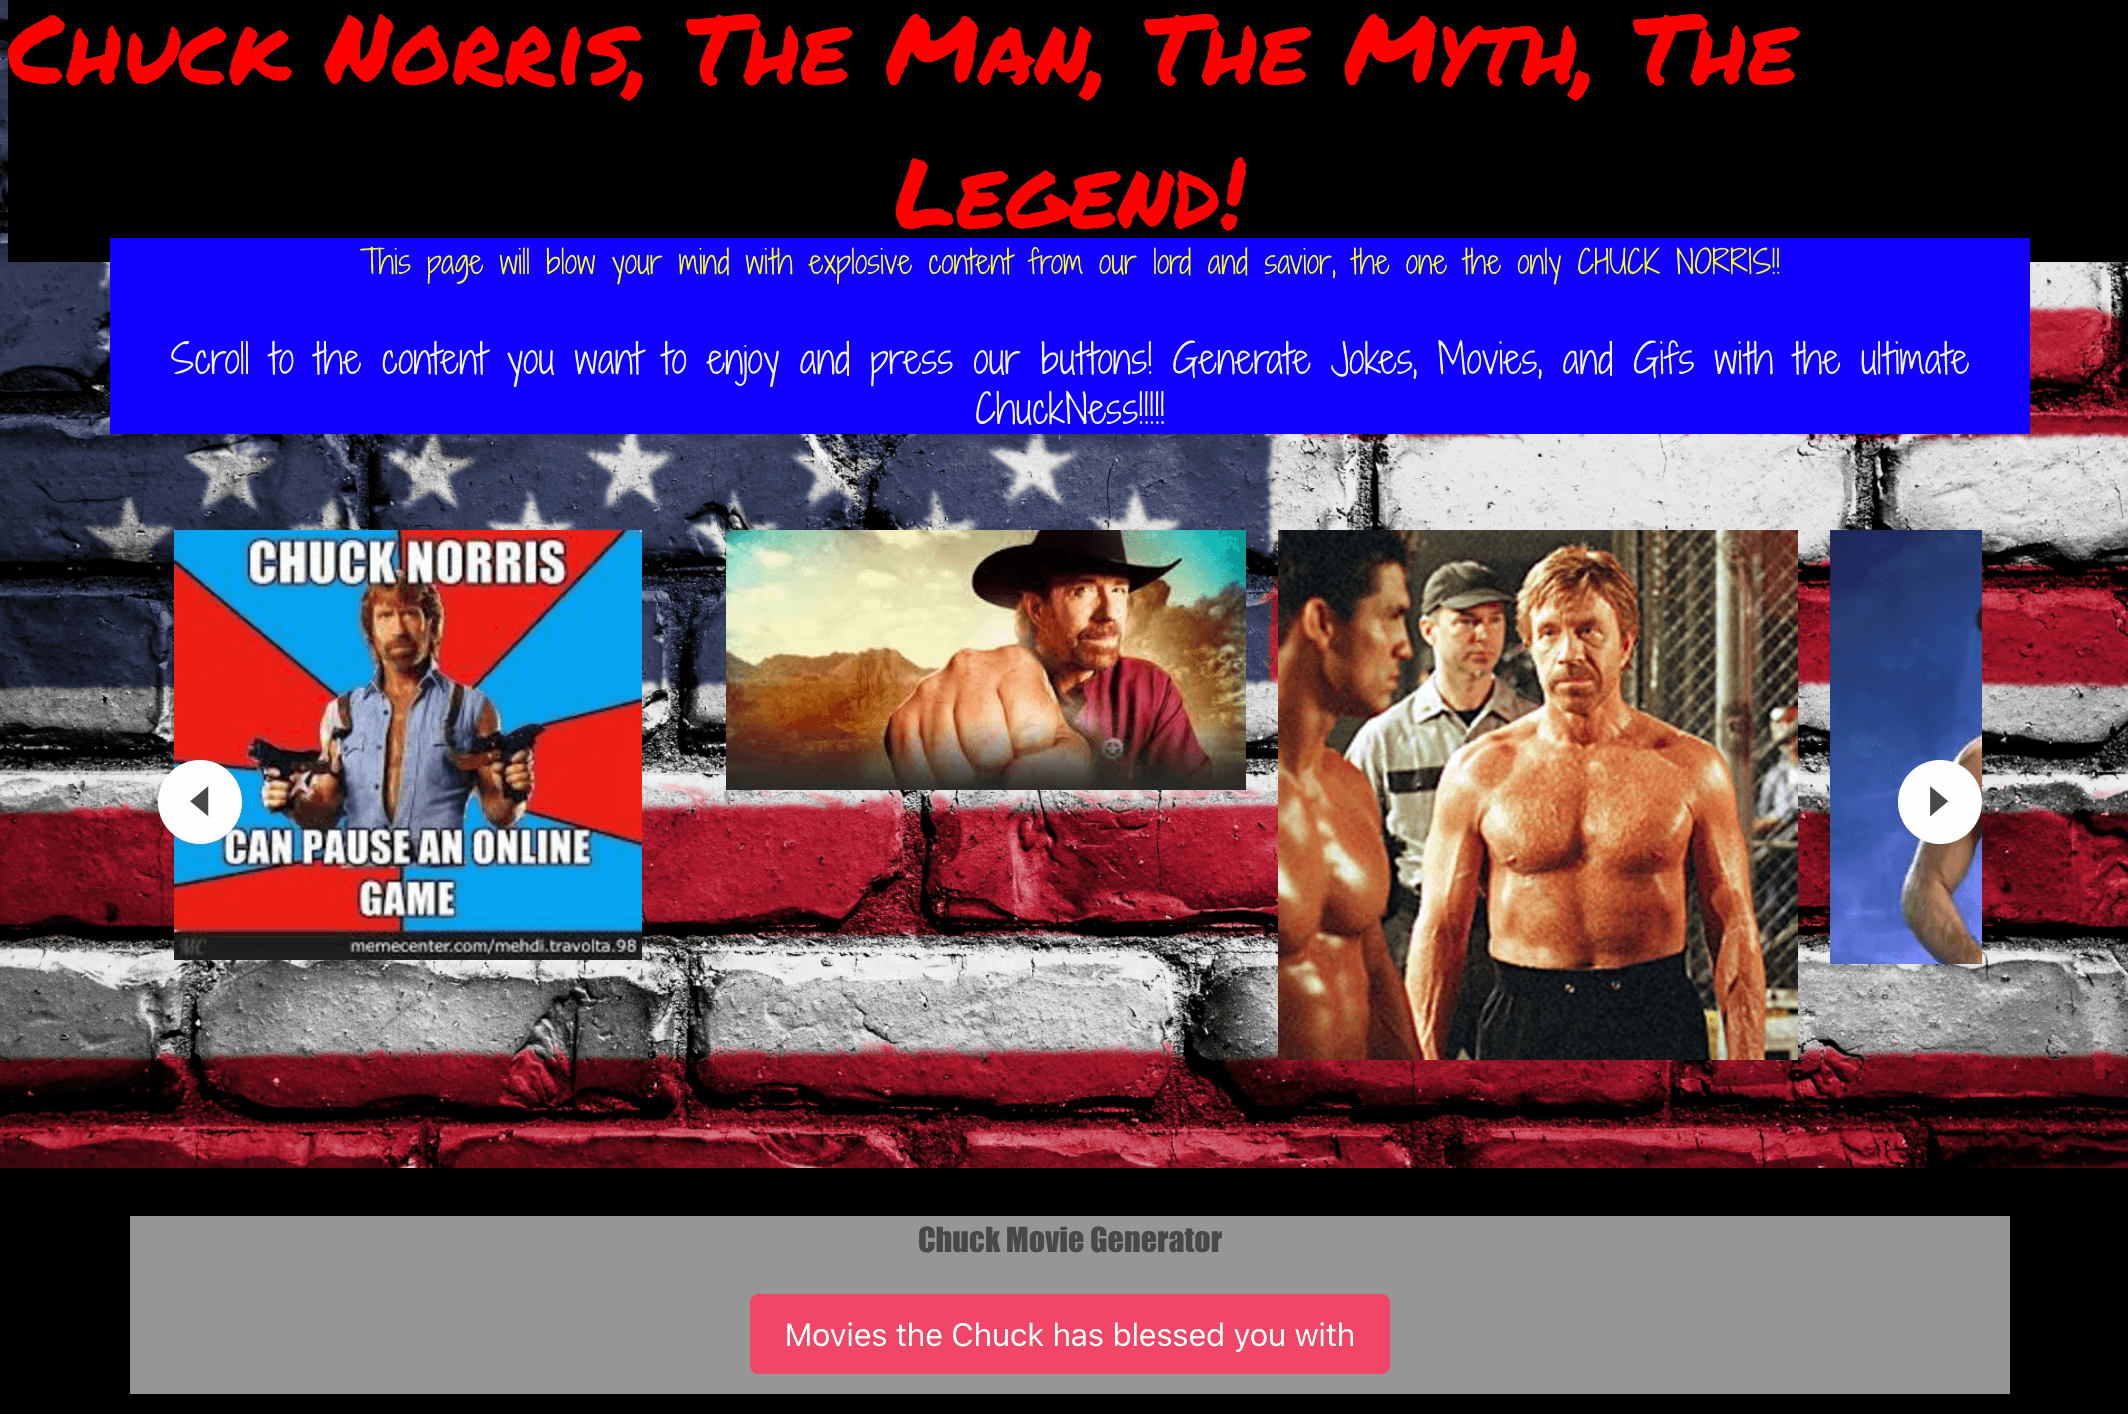 Chuck Norris, The Man, The Myth, The
Legend!
This page will blow your mind with explosive content from our lord and savior, the one the only CHUCK NORRIS!!
Scroll to the content you want to enjoy and press our buttons! Generate Jokes, Movies, and Gifs with the ultimate
ChuckNess!!!!!
CHUCK NORRIS
CAN PAUSE AN ONLINE
GAME
MC memecenter.com/mehdi.travolta.98
Chuck Movie Generator
Movies the Chuck has blessed you with